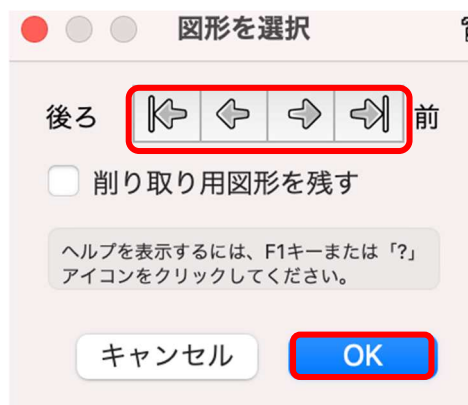 図形を選択
後ろ 前
削り取り用図形を残す
ヘルプを表示するには、F1キーまたは「?」
アイコンをクリックしてください。
キャンセル OK